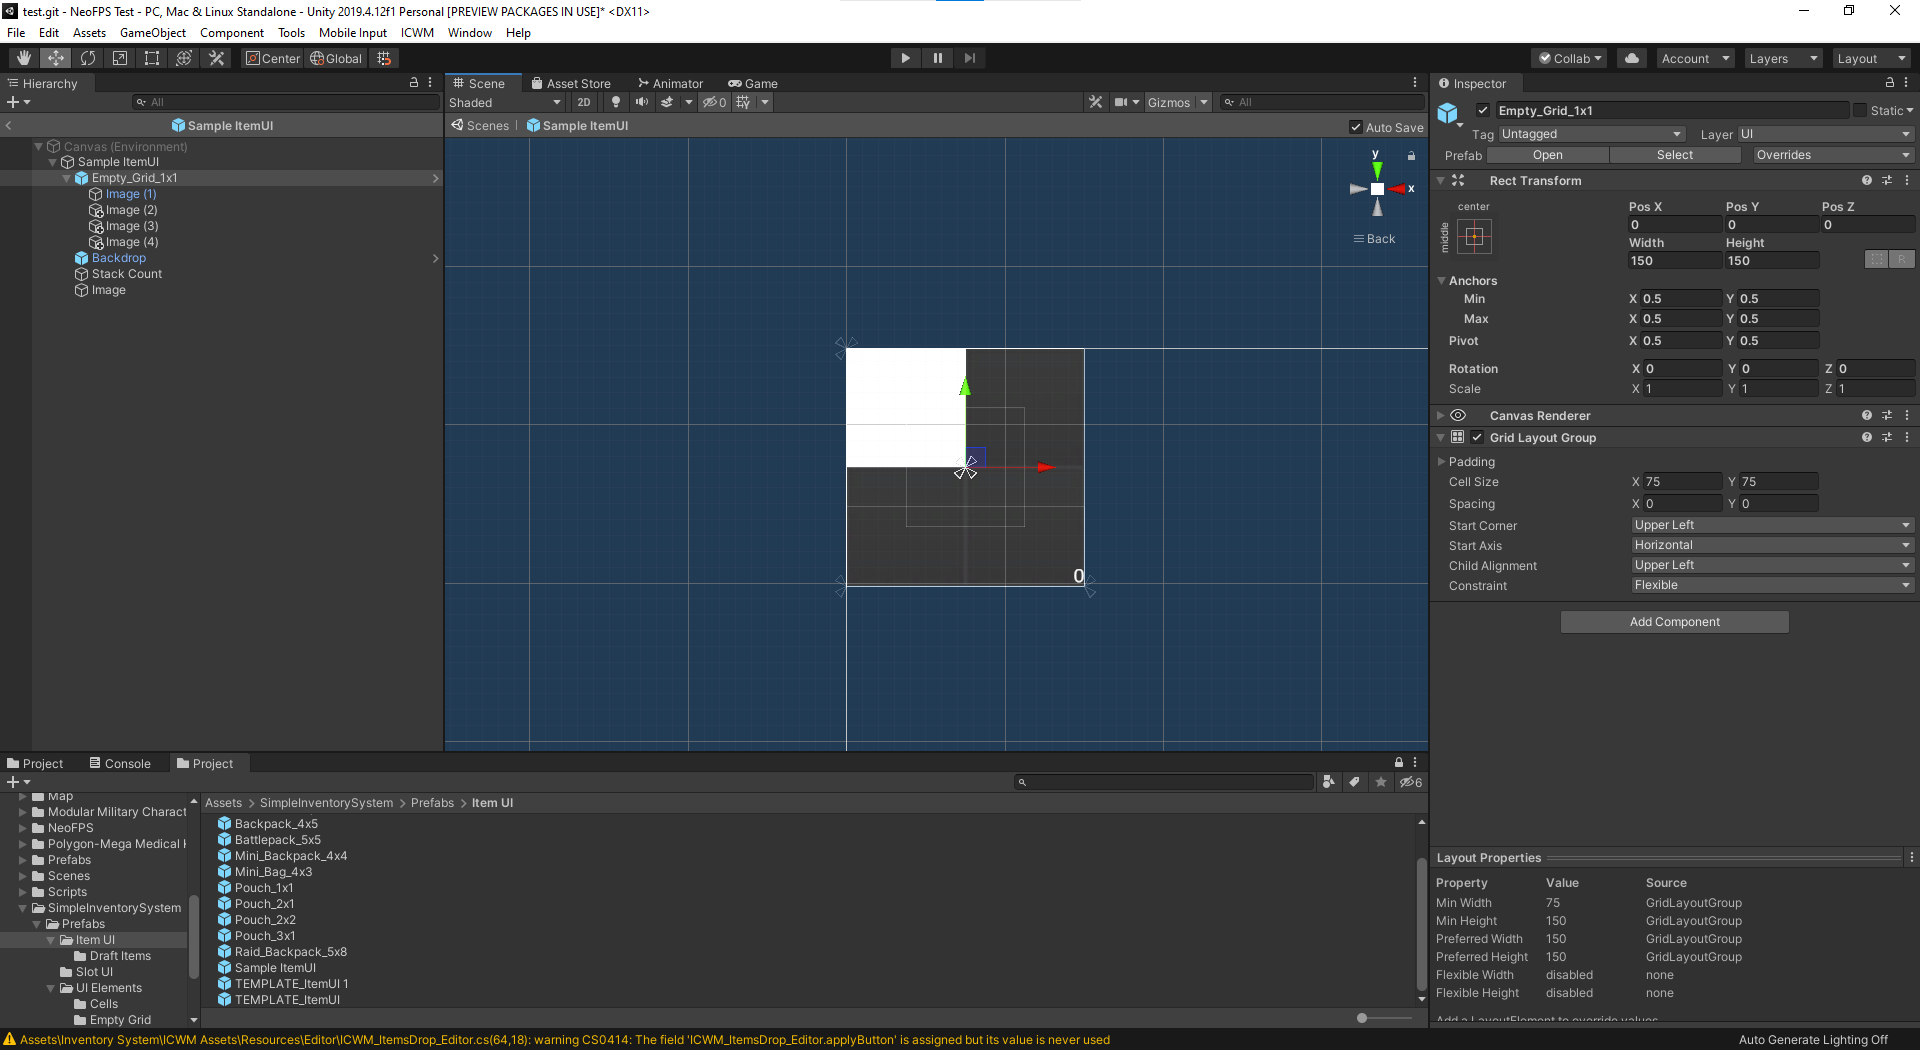 test.git - NeoFPS Test - PC, Mac & Linux Standalone - Unity 2019.4.12f1 Personal [PREVIEW PACKAGES IN USE]* <DX11>
File Edit Assets GameObject Component Tools Mobile Input ICWM Window Help
Center Global Collab Account Layers Layout
Hierarchy
All
Sample ItemUI
Canvas (Environment)
Sample ItemUI
Empty_Grid_1x1
Image (1)
Image (2)
Image (3)
Image (4)
Backdrop
Stack Count
Image
Scene Asset Store Animator Game
Shaded 2D 0 Gizmos All
Scenes Sample ItemUI Auto Save
y
x
Back
0
Inspector
Empty_Grid_1x1 Static
Tag Untagged Layer UI
Prefab Open Select Overrides
Rect Transform
center
middle
Pos X Pos Y Pos Z
0 0 0
Width Height
150 150
R
Anchors
Min X 0.5 Y 0.5
Max X 0.5 Y 0.5
Pivot X 0.5 Y 0.5
Rotation X 0 Y 0 Z 0
Scale X 1 Y 1 Z 1
Canvas Renderer
Grid Layout Group
Padding
Cell Size X 75 Y 75
Spacing X 0 Y 0
Start Corner Upper Left
Start Axis Horizontal
Child Alignment Upper Left
Constraint Flexible
Add Component
Layout Properties
Property Value Source
Min Width 75 GridLayoutGroup
Min Height 150 GridLayoutGroup
Preferred Width 150 GridLayoutGroup
Preferred Height 150 GridLayoutGroup
Flexible Width disabled none
Flexible Height disabled none
Add a LayoutElement to override values
Project Console Project
6
Map
Modular Military Charact
NeoFPS
Polygon-Mega Medical
Prefabs
Scenes
Scripts
SimpleInventorySystem
Prefabs
Item UI
Draft Items
Slot UI
UI Elements
Cells
Empty Grid
Assets > SimpleInventorySystem > Prefabs > Item UI
Backpack_4x5
Battlepack_5x5
Mini_Backpack_4x4
Mini_Bag_4x3
Pouch_1x1
Pouch_2x1
Pouch_2x2
Pouch_3x1
Raid_Backpack_5x8
Sample ItemUI
TEMPLATE_ItemUI 1
TEMPLATE_ItemUI
Assets\Inventory System\ICWM Assets\Resources\Editor\ICWM_ItemsDrop_Editor.cs(64,18): warning CS0414: The field 'ICWM_ItemsDrop_Editor.applyButton' is assigned but its value is never used
Auto Generate Lighting Off